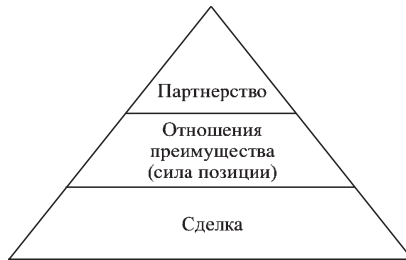 Партнерство
Отношения
преимущества
(сила позиции)
Сделка